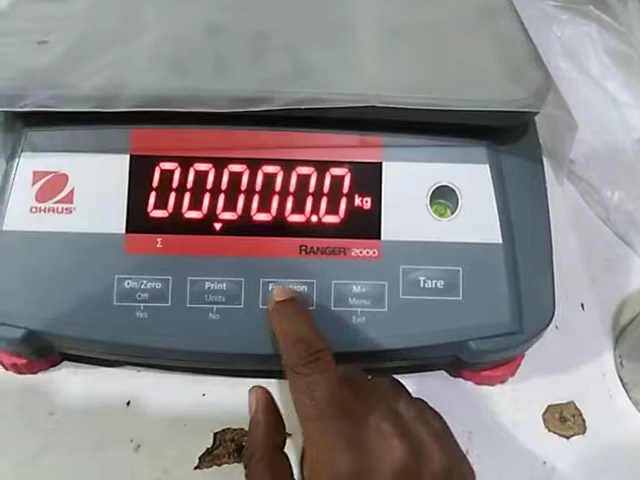 00000.0 kg
OHAUS
Σ
RANGER 2000
On/Zero
Off
Yes
Print
Units
No
Function
M+
Menu
Exit
Tare